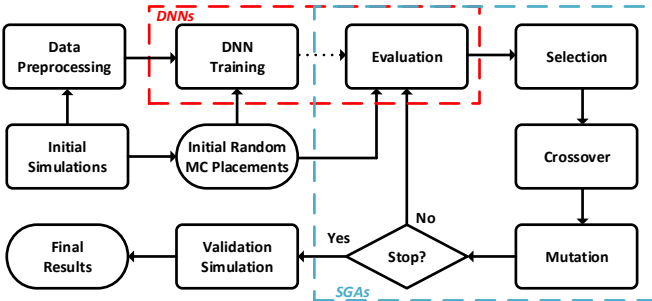 DNNs
Data
Preprocessing
DNN
Training
Evaluation
Selection
Initial
Simulations
Initial Random
MC Placements
Crossover
No
Yes
Final
Results
Validation
Simulation
Stop?
Mutation
SGAs